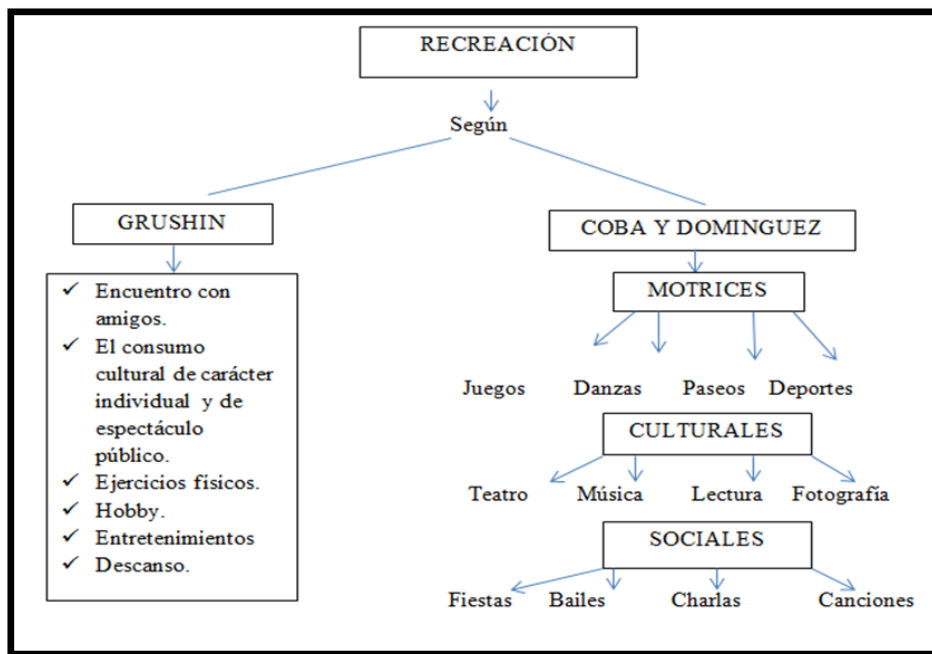 RECREACIÓN
Según
GRUSHIN
✓ Encuentro con
amigos.
✓ El consumo
cultural de carácter
individual y de
espectáculo
público.
✓ Ejercicios fisicos.
✓ Hobby.
✓ Entretenimientos
✓ Descanso.
COBA Y DOMINGUEZ
MOTRICES
Juegos Danzas Paseos Deportes
CULTURALES
Teatro Música Lectura Fotografía
SOCIALES
Fiestas Bailes Charlas Canciones